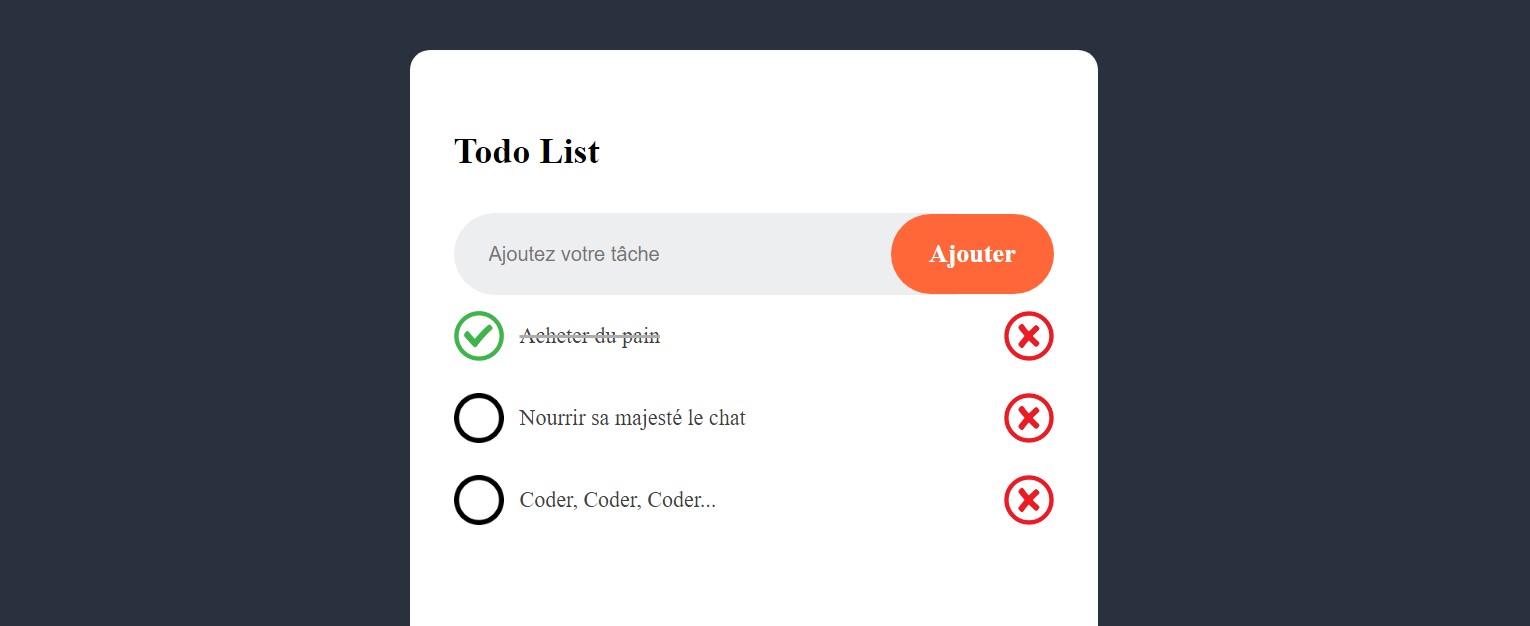 Todo List
Ajoutez votre tâche
Ajouter
Acheter du pain
Nourrir sa majesté le chat
Coder, Coder, Coder...